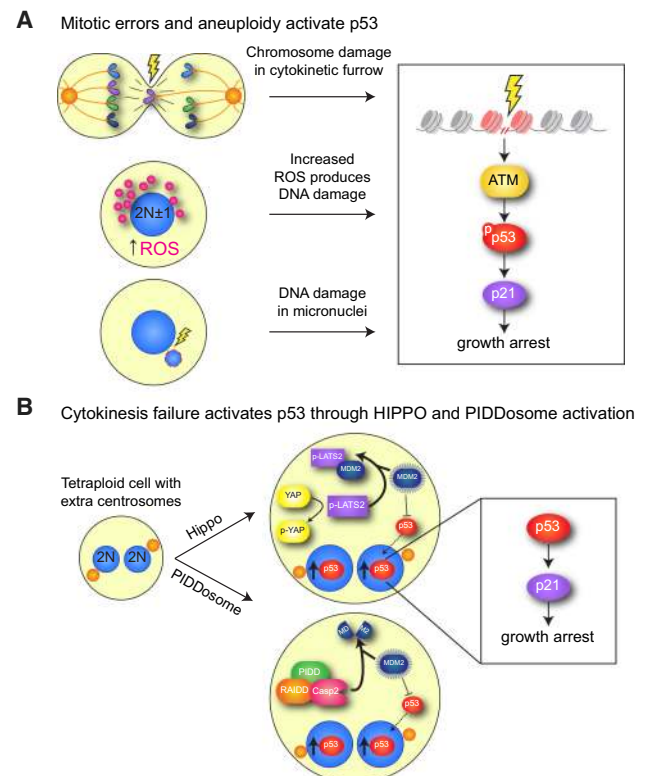 A Mitotic errors and aneuploidy activate p53
Chromosome damage
in cytokinetic furrow
Increased
ROS produces
DNA damage
2N±1
↑ROS
DNA damage
in micronuclei
ATM
p
p53
p21
growth arrest
B Cytokinesis failure activates p53 through HIPPO and PIDDosome activation
Tetraploid cell with
extra centrosomes
2N 2N
Hippo
PIDDosome
p-LATS2
MDM2
MDM2
YAP
p-LATS2
p-YAP
p53
p53
p53
p53
p21
growth arrest
MD M2
MDM2
PIDD
RAIDD Casp2
p53
p53
p53